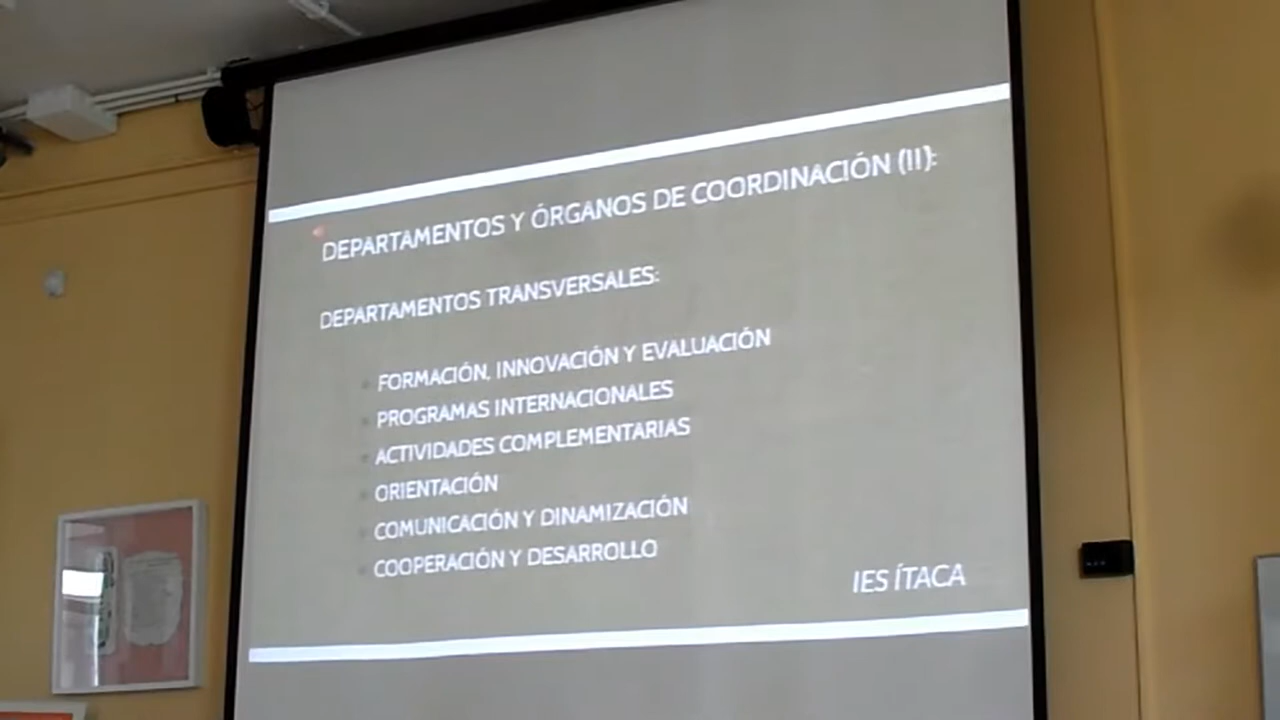 DEPARTAMENTOS Y ÓRGANOS DE COORDINACIÓN (II):
DEPARTAMENTOS TRANSVERSALES:
FORMACIÓN, INNOVACIÓN Y EVALUACIÓN
PROGRAMAS INTERNACIONALES
ACTIVIDADES COMPLEMENTARIAS
ORIENTACIÓN
COMUNICACIÓN Y DINAMIZACIÓN
COOPERACIÓN Y DESARROLLO
IES ÍTACA